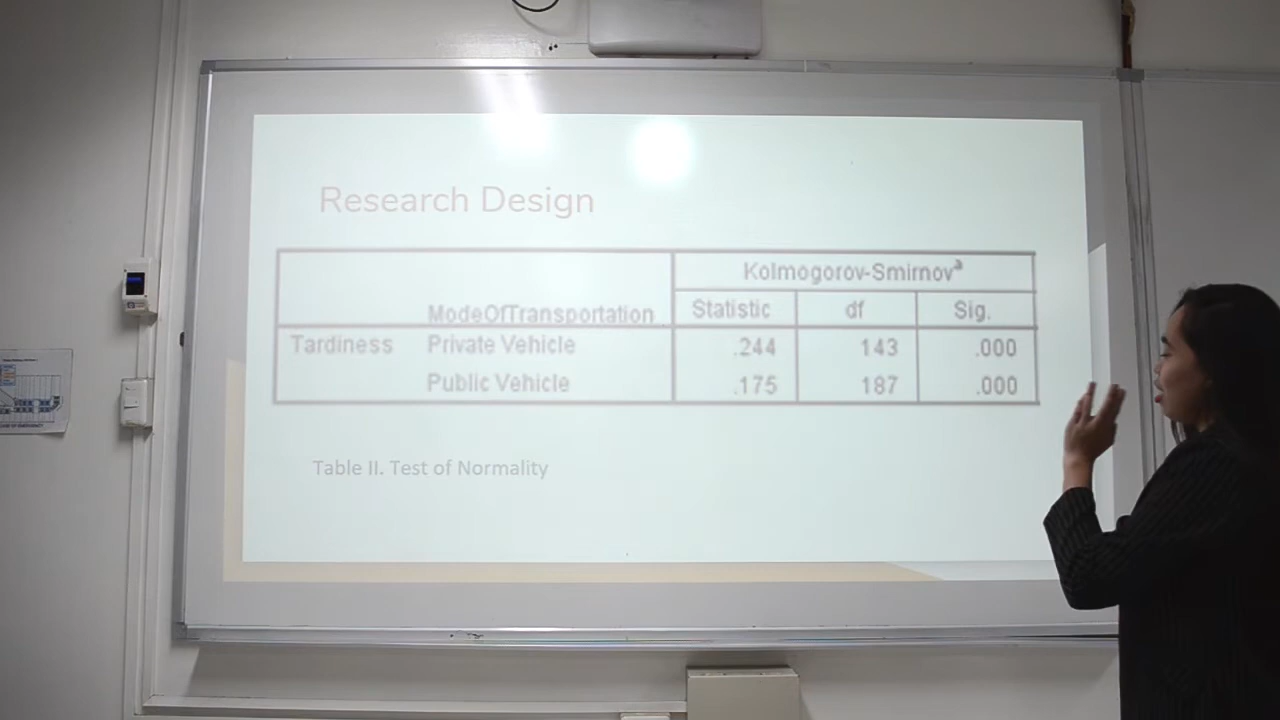 Research Design
Kolmogorov-Smirnovᵃ
ModeOfTransportation Statistic df Sig.
Tardiness Private Vehicle .244 143 .000
Public Vehicle .175 187 .000
Table II. Test of Normality